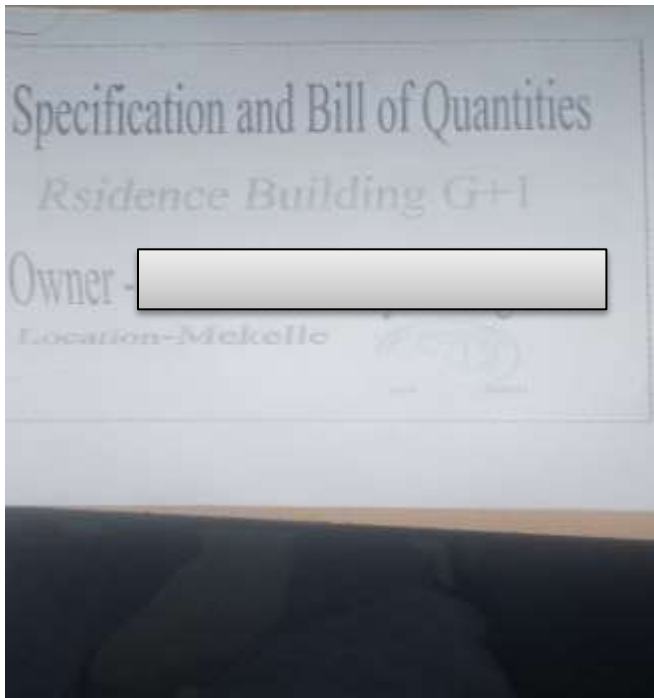 Specification and Bill of Quantities
Rsidence Building G+1
Owner -
Location-Mekelle